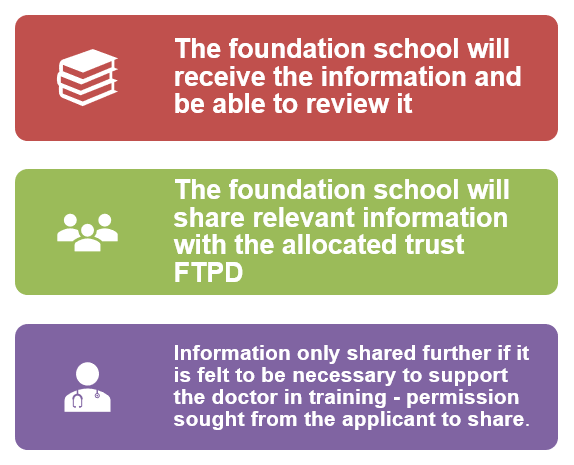 The foundation school will
receive the information and
be able to review it
The foundation school will
share relevant information
with the allocated trust
FTPD
Information only shared further if it
is felt to be necessary to support
the doctor in training - permission
sought from the applicant to share.